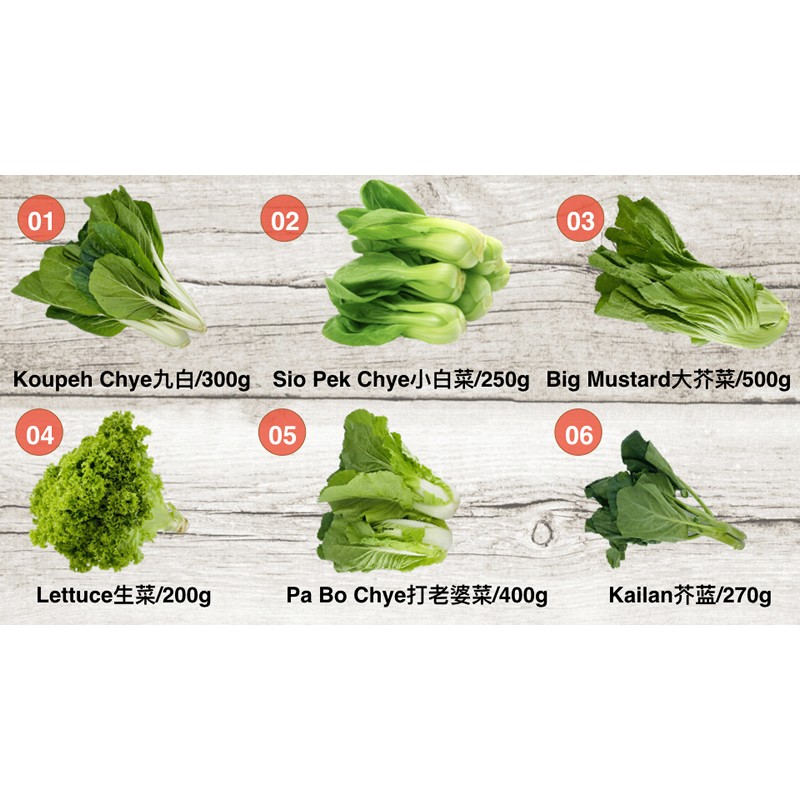 01
02
03
Koupeh Chye九白/300g
Sio Pek Chye小白菜/250g
Big Mustard大芥菜/500g
04
05
06
Lettuce生菜/200g
Pa Bo Chye打老婆菜/400g
Kailan芥蓝/270g